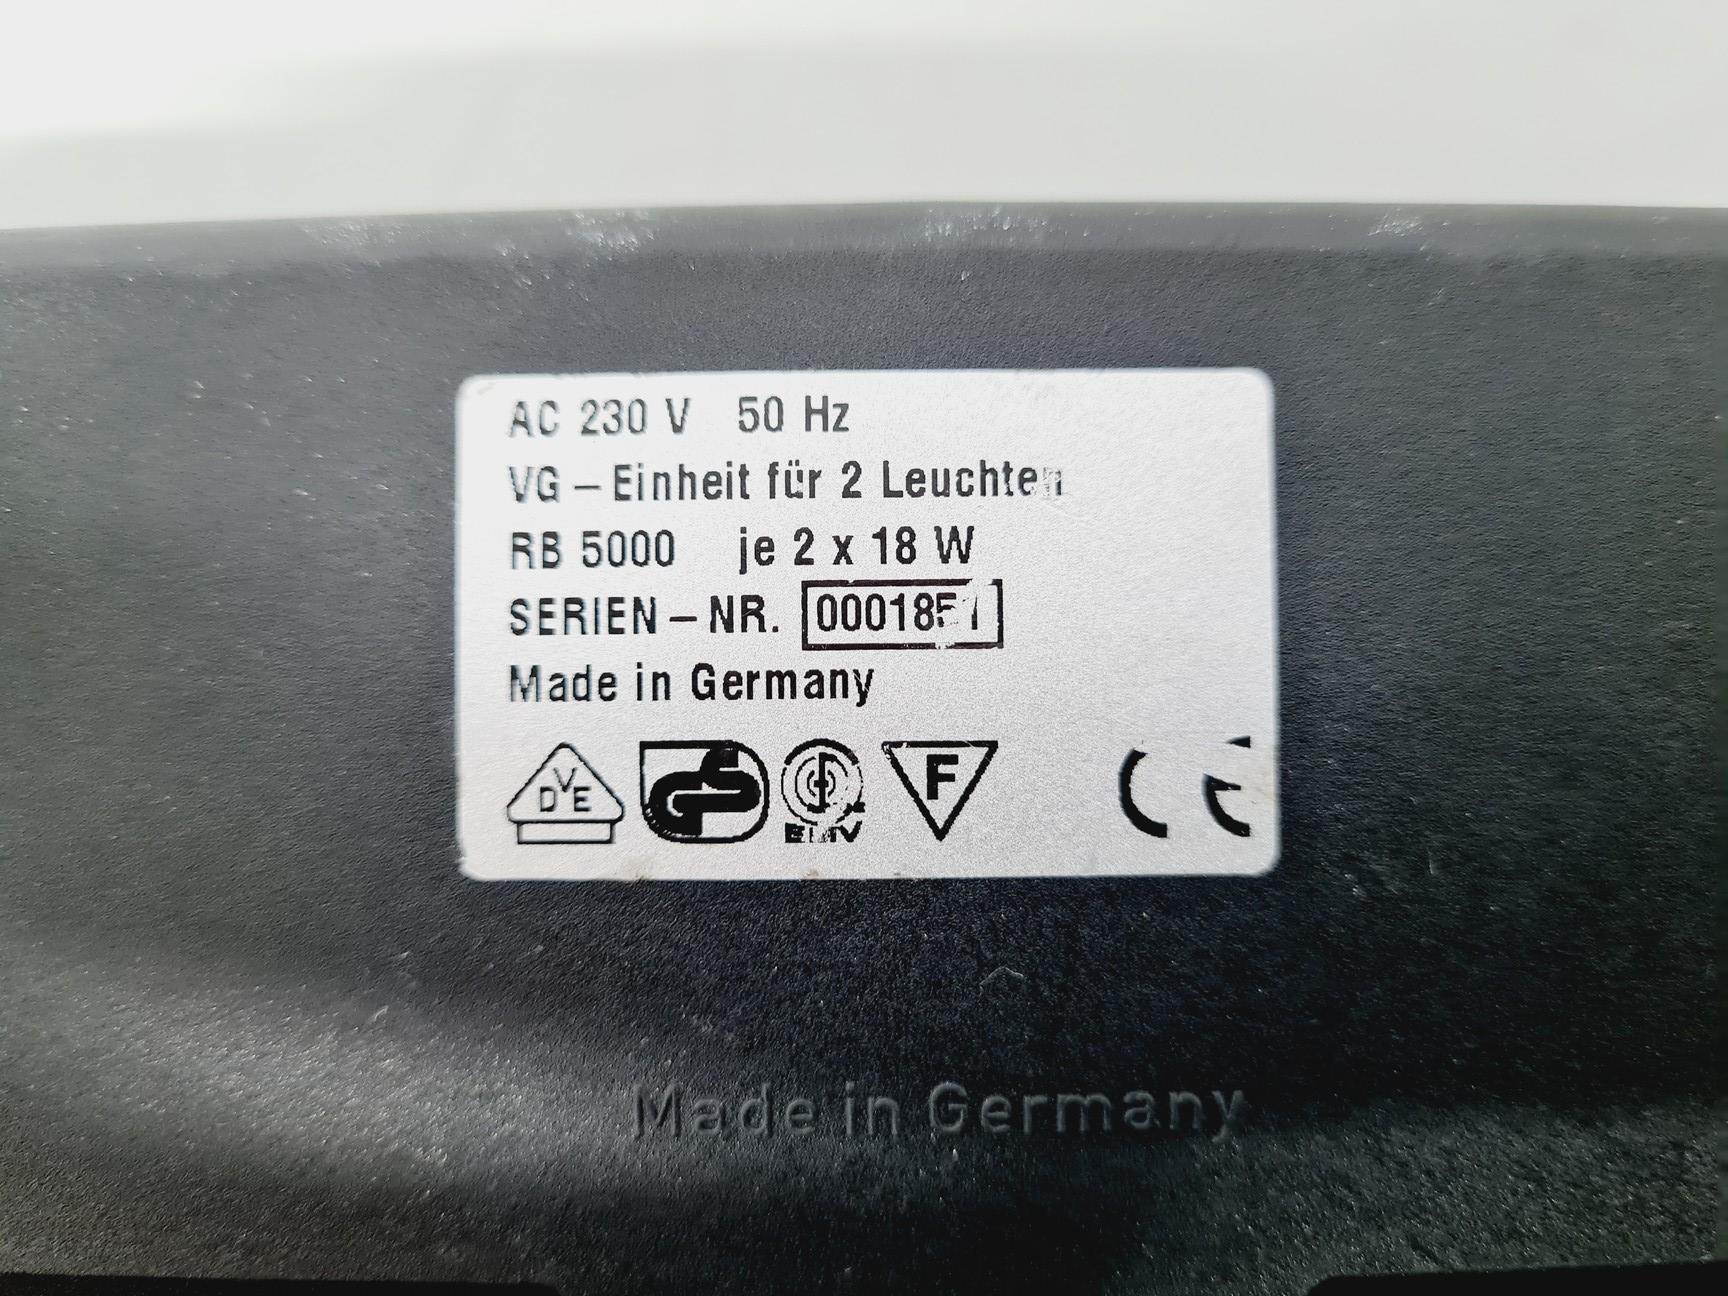 AC 230 V 50 Hz
VG – Einheit für 2 Leuchten
RB 5000 je 2 x 18 W
SERIEN – NR.
Made in Germany
DVE EMV F CE
Made in Germany